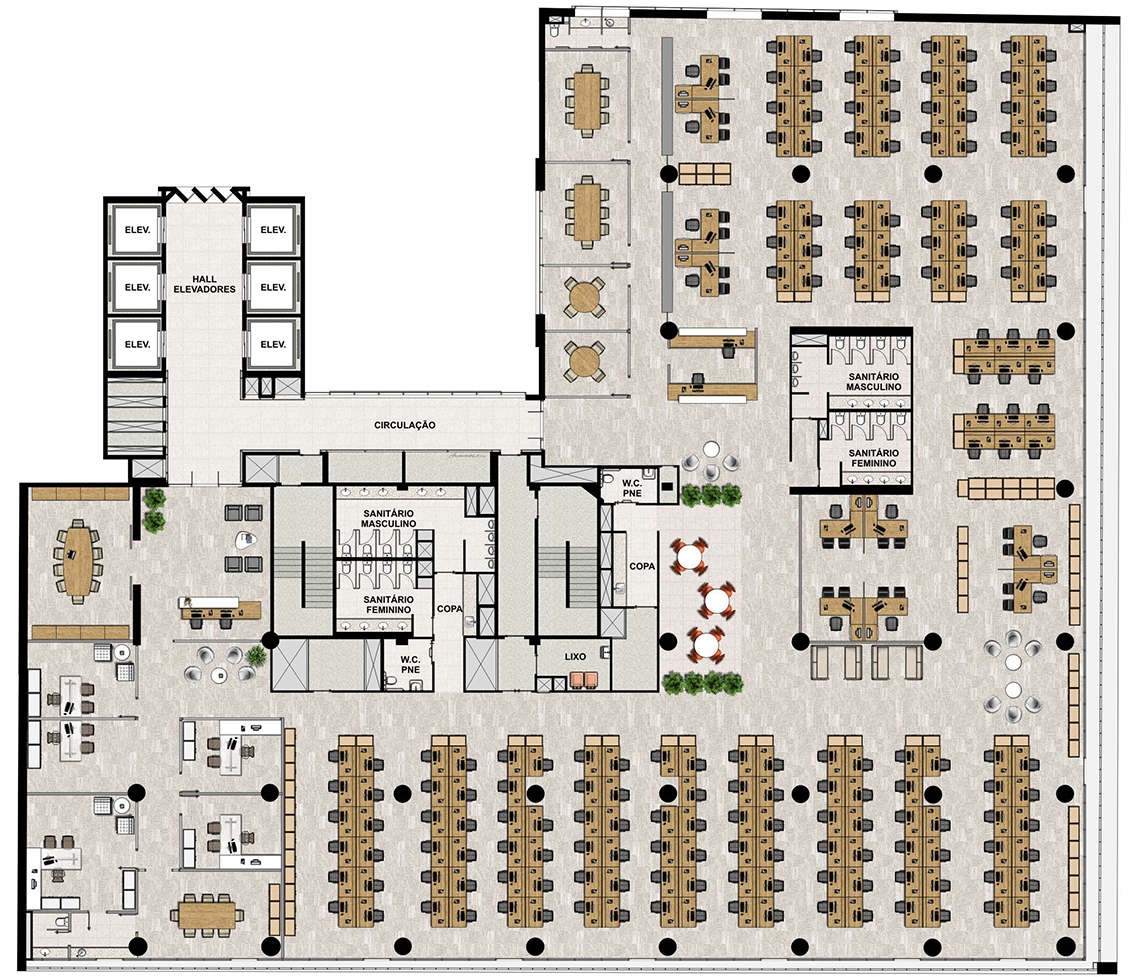 ELEV.
ELEV.
ELEV.
ELEV.
ELEV.
ELEV.
HALL
ELEVADORES
CIRCULAÇÃO
SANITÁRIO
MASCULINO
SANITÁRIO
FEMININO
W.C.
PNE
SANITÁRIO
MASCULINO
SANITÁRIO
FEMININO
COPA
COPA
W.C.
PNE
LIXO